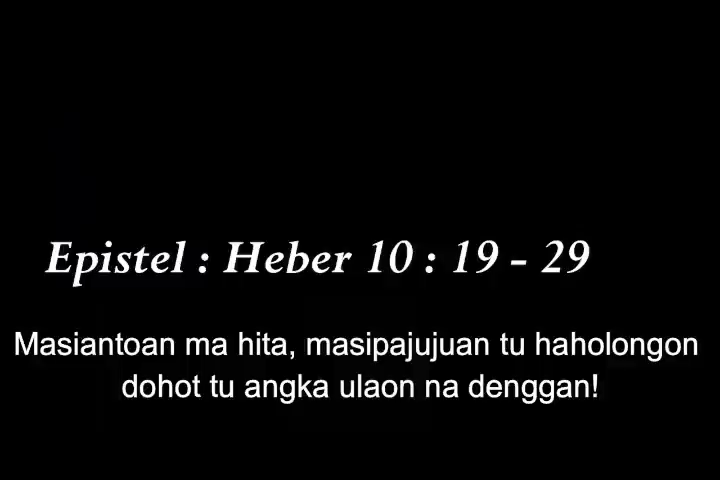 Epistel : Heber 10 : 19 - 29
Masiantoan ma hita, masipajujuan tu haholongon
dohot tu angka ulaon na denggan!